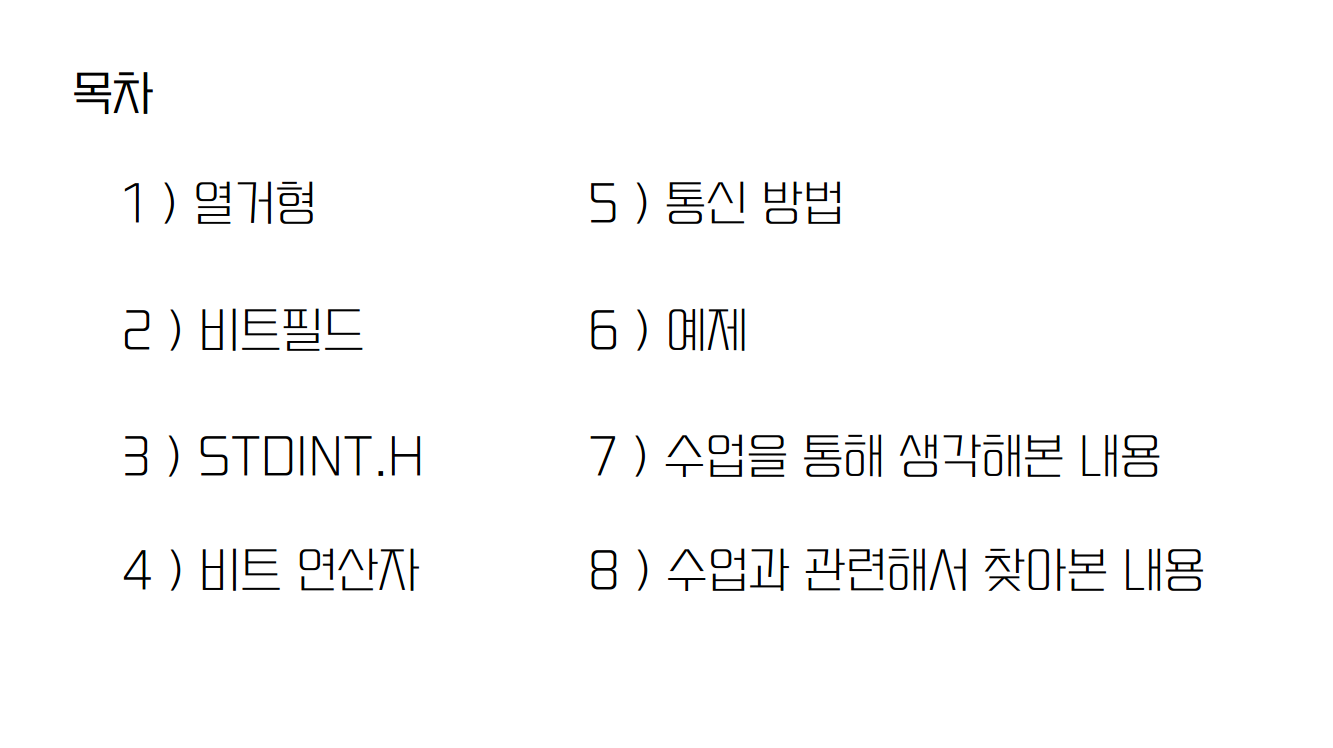 목차
1 ) 열거형
2 ) 비트필드
3 ) STDINT.H
4 ) 비트 연산자
5 ) 통신 방법
6 ) 예제
7 ) 수업을 통해 생각해본 내용
8 ) 수업과 관련해서 찾아본 내용